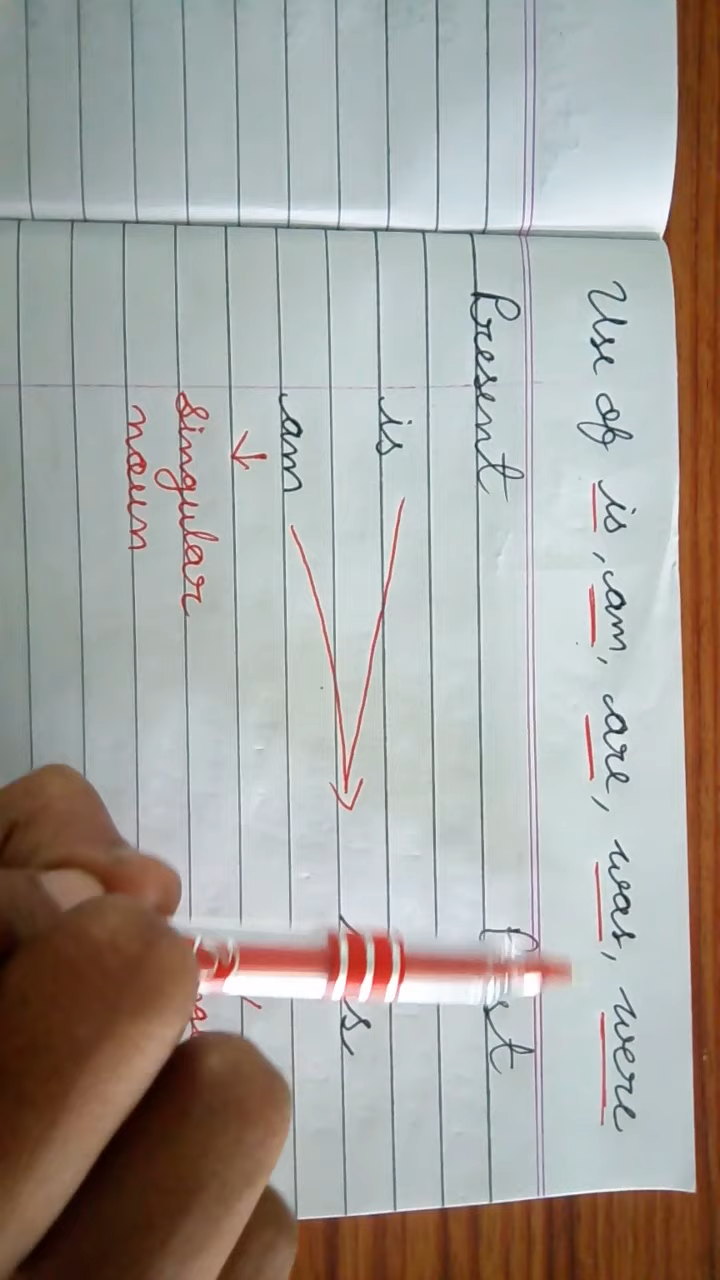 Use of is, am, are, was, were
Present
is
am
singular
noun